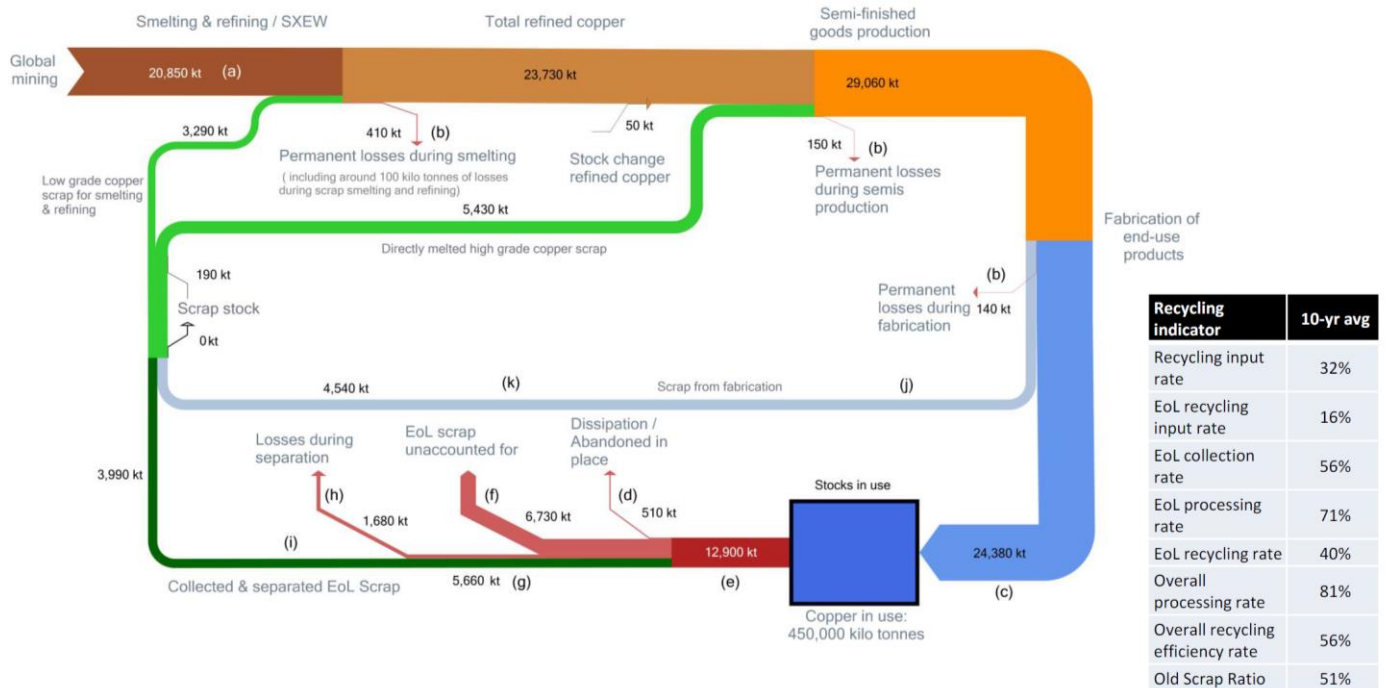 Smelting & refining / SXEW
Total refined copper
Semi-finished
goods production
Global
mining
20,850 kt
(a)
23,730 kt
29,060 kt
3,290 kt
410 kt
(b)
Permanent losses during smelting
( including around 100 kilo tonnes of losses
during scrap smelting and refining)
50 kt
Stock change
refined copper
150 kt
(b)
Permanent losses
during semis
production
Low grade copper
scrap for smelting
& refining
5,430 kt
Directly melted high grade copper scrap
Fabrication of
end-use
products
190 kt
Scrap stock
0 kt
(b)
Permanent
losses during
fabrication
140 kt
4,540 kt
(k)
Scrap from fabrication
(j)
3,990 kt
Losses during
separation
(h)
1,680 kt
EoL scrap
unaccounted for
(f)
6,730 kt
Dissipation /
Abandoned in
place
(d)
510 kt
Stocks in use
(i)
12,900 kt
24,380 kt
5,660 kt
(g)
(e)
(c)
Collected & separated EoL Scrap
Copper in use:
450,000 kilo tonnes
Recycling
indicator
10-yr avg
Recycling input
rate
32%
EoL recycling
input rate
16%
EoL collection
rate
56%
EoL processing
rate
71%
EoL recycling rate
40%
Overall
processing rate
81%
Overall recycling
efficiency rate
56%
Old Scrap Ratio
51%